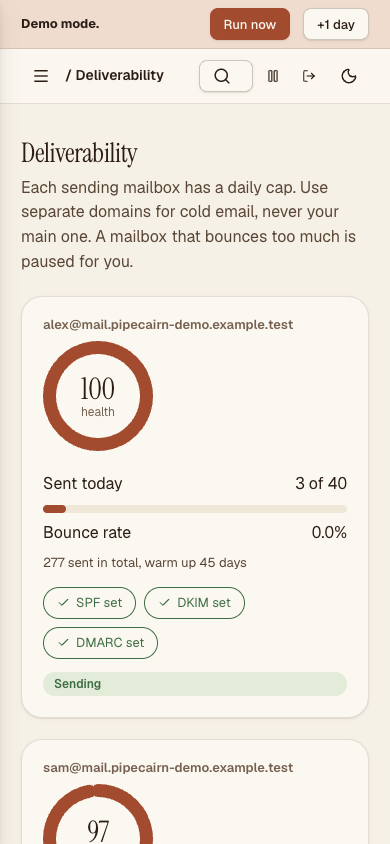 Demo mode.
Run now
+1 day
/ Deliverability
Deliverability
Each sending mailbox has a daily cap. Use
separate domains for cold email, never your
main one. A mailbox that bounces too much is
paused for you.
alex@mail.pipecairn-demo.example.test
100
health
Sent today 3 of 40
Bounce rate 0.0%
277 sent in total, warm up 45 days
SPF set
DKIM set
DMARC set
Sending
sam@mail.pipecairn-demo.example.test
97